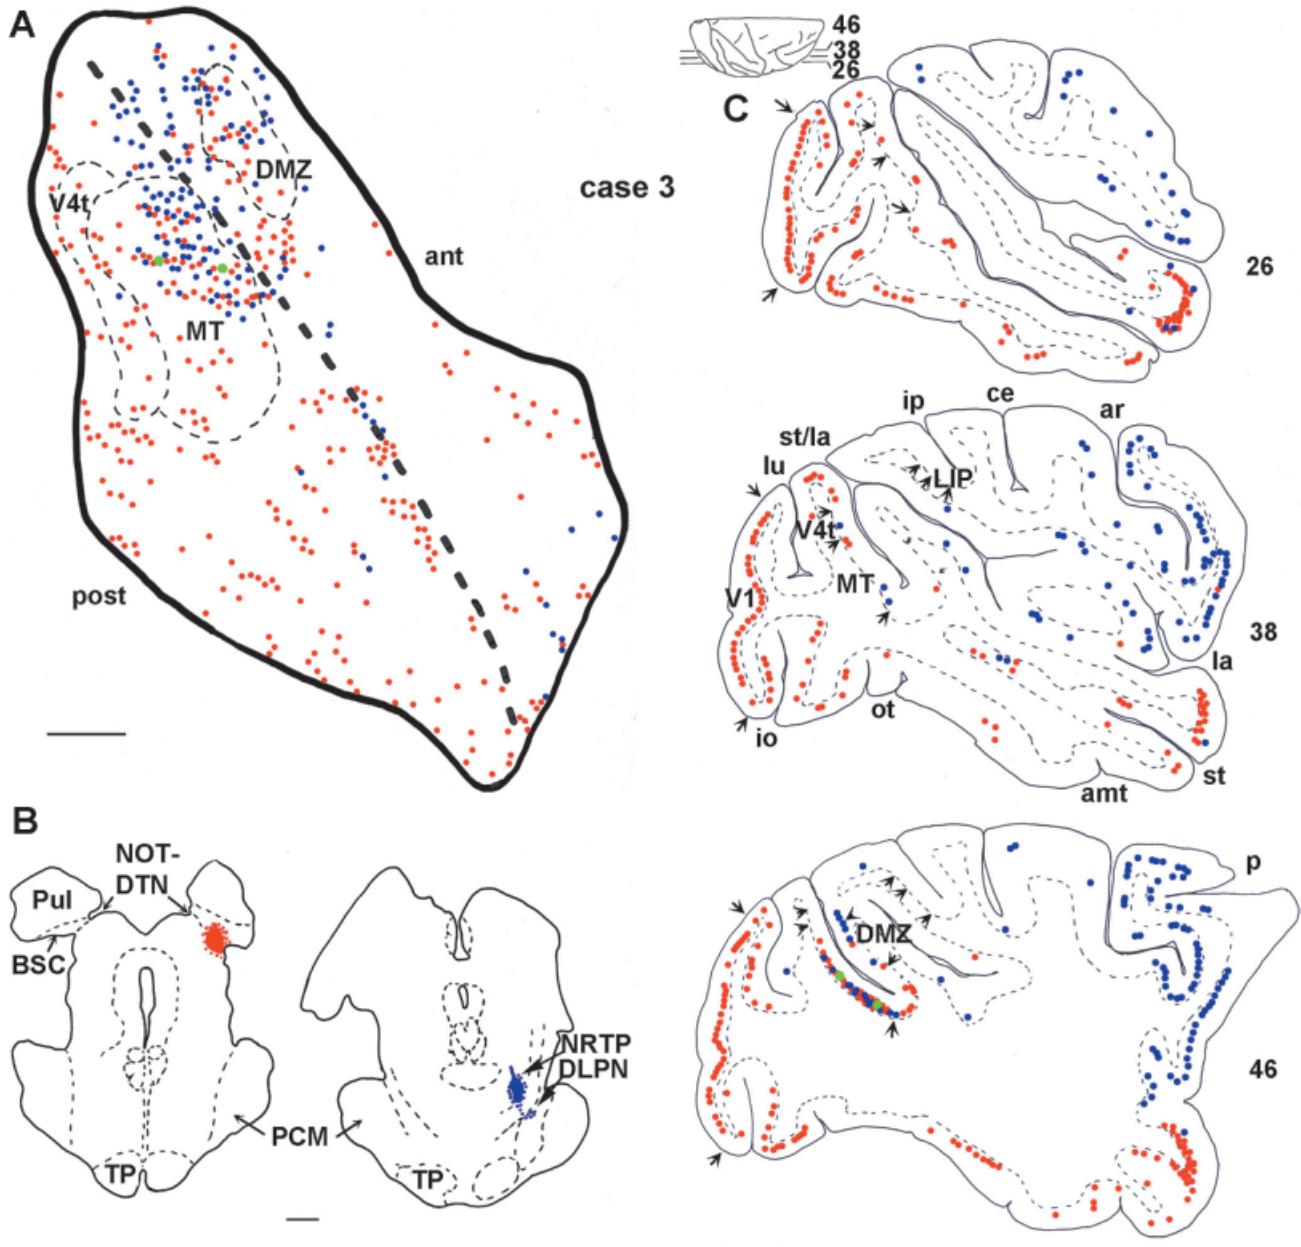 A
case 3
DMZ
V4t
ant
MT
post
46
38
26
C
26
ip
ce
ar
st/la
lu
LIP
V4t
MT
V1
38
la
io
ot
st
amt
B
NOT-
DTN
Pul
BSC
NRTP
DLPN
PCM
TP
TP
p
DMZ
46